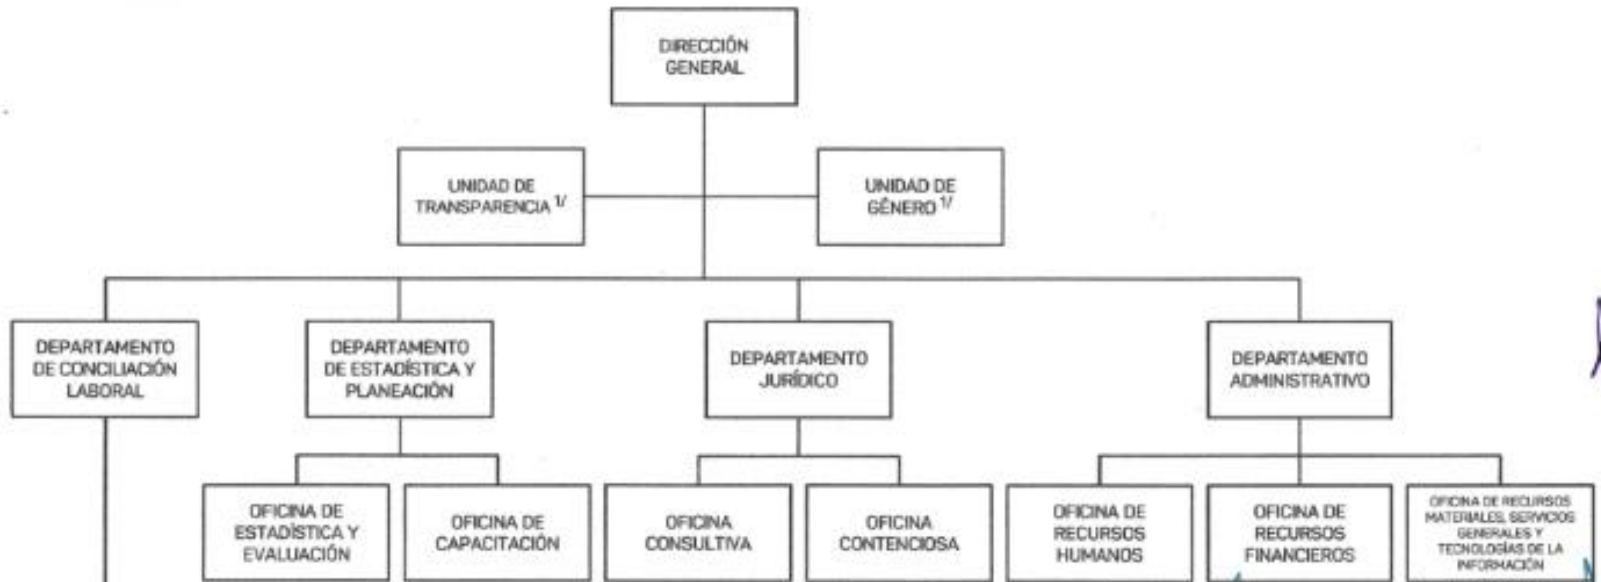 DIRECCIÓN
GENERAL
UNIDAD DE
TRANSPARENCIA 1/
UNIDAD DE
GÉNERO 1/
DEPARTAMENTO
DE CONCILIACIÓN
LABORAL
DEPARTAMENTO
DE ESTADÍSTICA Y
PLANEACIÓN
DEPARTAMENTO
JURÍDICO
DEPARTAMENTO
ADMINISTRATIVO
OFICINA DE
ESTADÍSTICA Y
EVALUACIÓN
OFICINA DE
CAPACITACIÓN
OFICINA
CONSULTIVA
OFICINA
CONTENCIOSA
OFICINA DE
RECURSOS
HUMANOS
OFICINA DE
RECURSOS
FINANCIEROS
OFICINA DE RECURSOS
MATERIALES, SERVICIOS
GENERALES Y
TECNOLOGÍAS DE LA
INFORMACIÓN